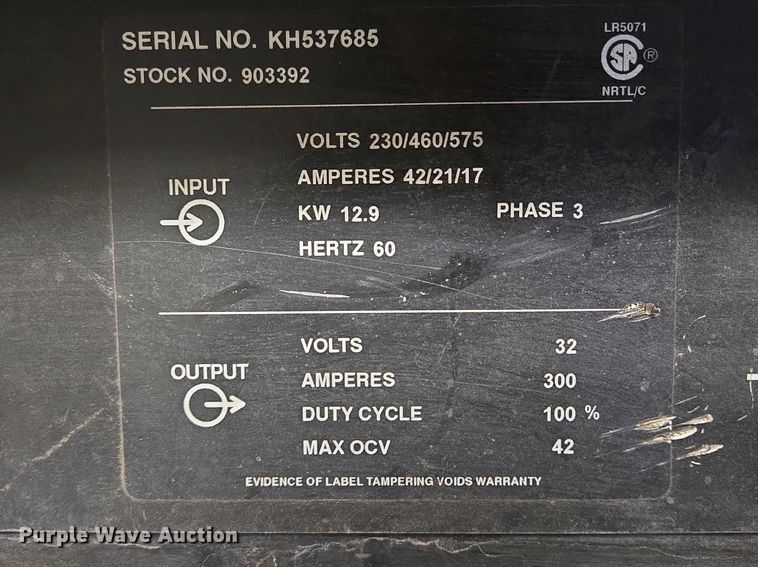 SERIAL NO. KH537685
STOCK NO. 903392
LR5071
SA ®
NRTL/C
INPUT
VOLTS 230/460/575
AMPERES 42/21/17
KW 12.9 PHASE 3
HERTZ 60
OUTPUT
VOLTS 32
AMPERES 300
DUTY CYCLE 100 %
MAX OCV 42
EVIDENCE OF LABEL TAMPERING VOIDS WARRANTY
Purple Wave Auction